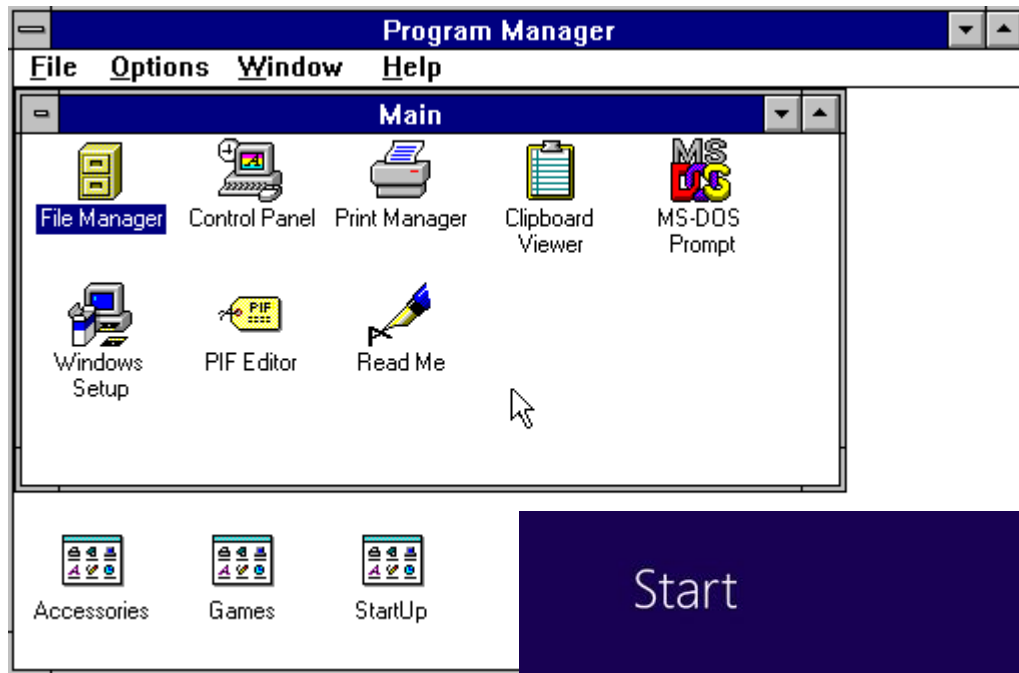 Program Manager
File Options Window Help
Main
File Manager Control Panel Print Manager Clipboard Viewer MS-DOS Prompt
Windows Setup PIF Editor Read Me
Accessories Games StartUp
Start